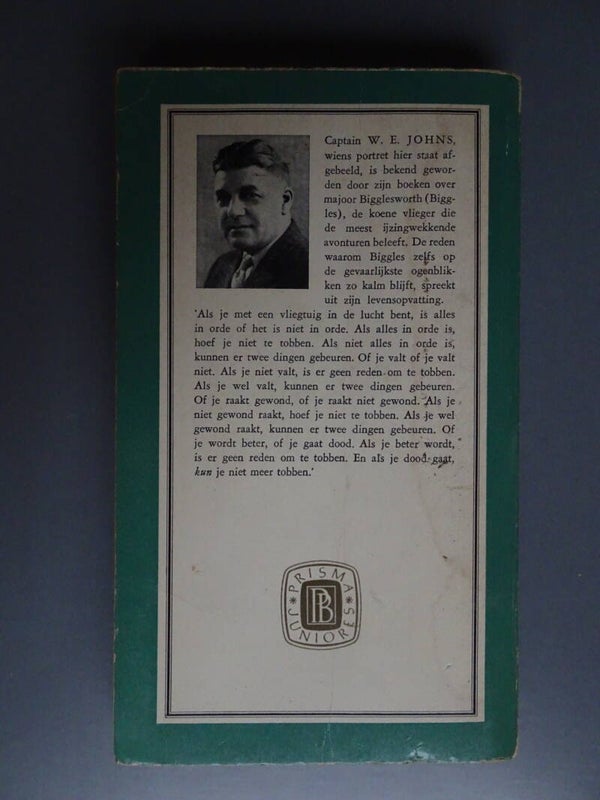 Captain W. E. JOHNS,
wiens portret hier staat af-
gebeeld, is bekend gewor-
den door zijn boeken over
majoor Bigglesworth (Bigg-
les), de koene vlieger die
de meest ijzingwekkende
avonturen beleeft. De reden
waarom Biggles zelfs op
de gevaarlijkste ogenblik-
ken zo kalm blijft, spreekt
uit zijn levensopvatting.
'Als je met een vliegtuig in de lucht bent, is alles
in orde of het is niet in orde. Als alles in orde is,
hoef je niet te tobben. Als niet alles in orde is,
kunnen er twee dingen gebeuren. Of je valt of je valt
niet. Als je niet valt, is er geen reden om te tobben.
Als je wel valt, kunnen er twee dingen gebeuren.
Of je raakt gewond, of je raakt niet gewond. Als je
niet gewond raakt, hoef je niet te tobben. Als je wel
gewond raakt, kunnen er twee dingen gebeuren. Of
je wordt beter, of je gaat dood. Als je beter wordt,
is er geen reden om te tobben. En als je dood gaat,
kun je niet meer tobben.'
PRISMA
PB
JUNIORES